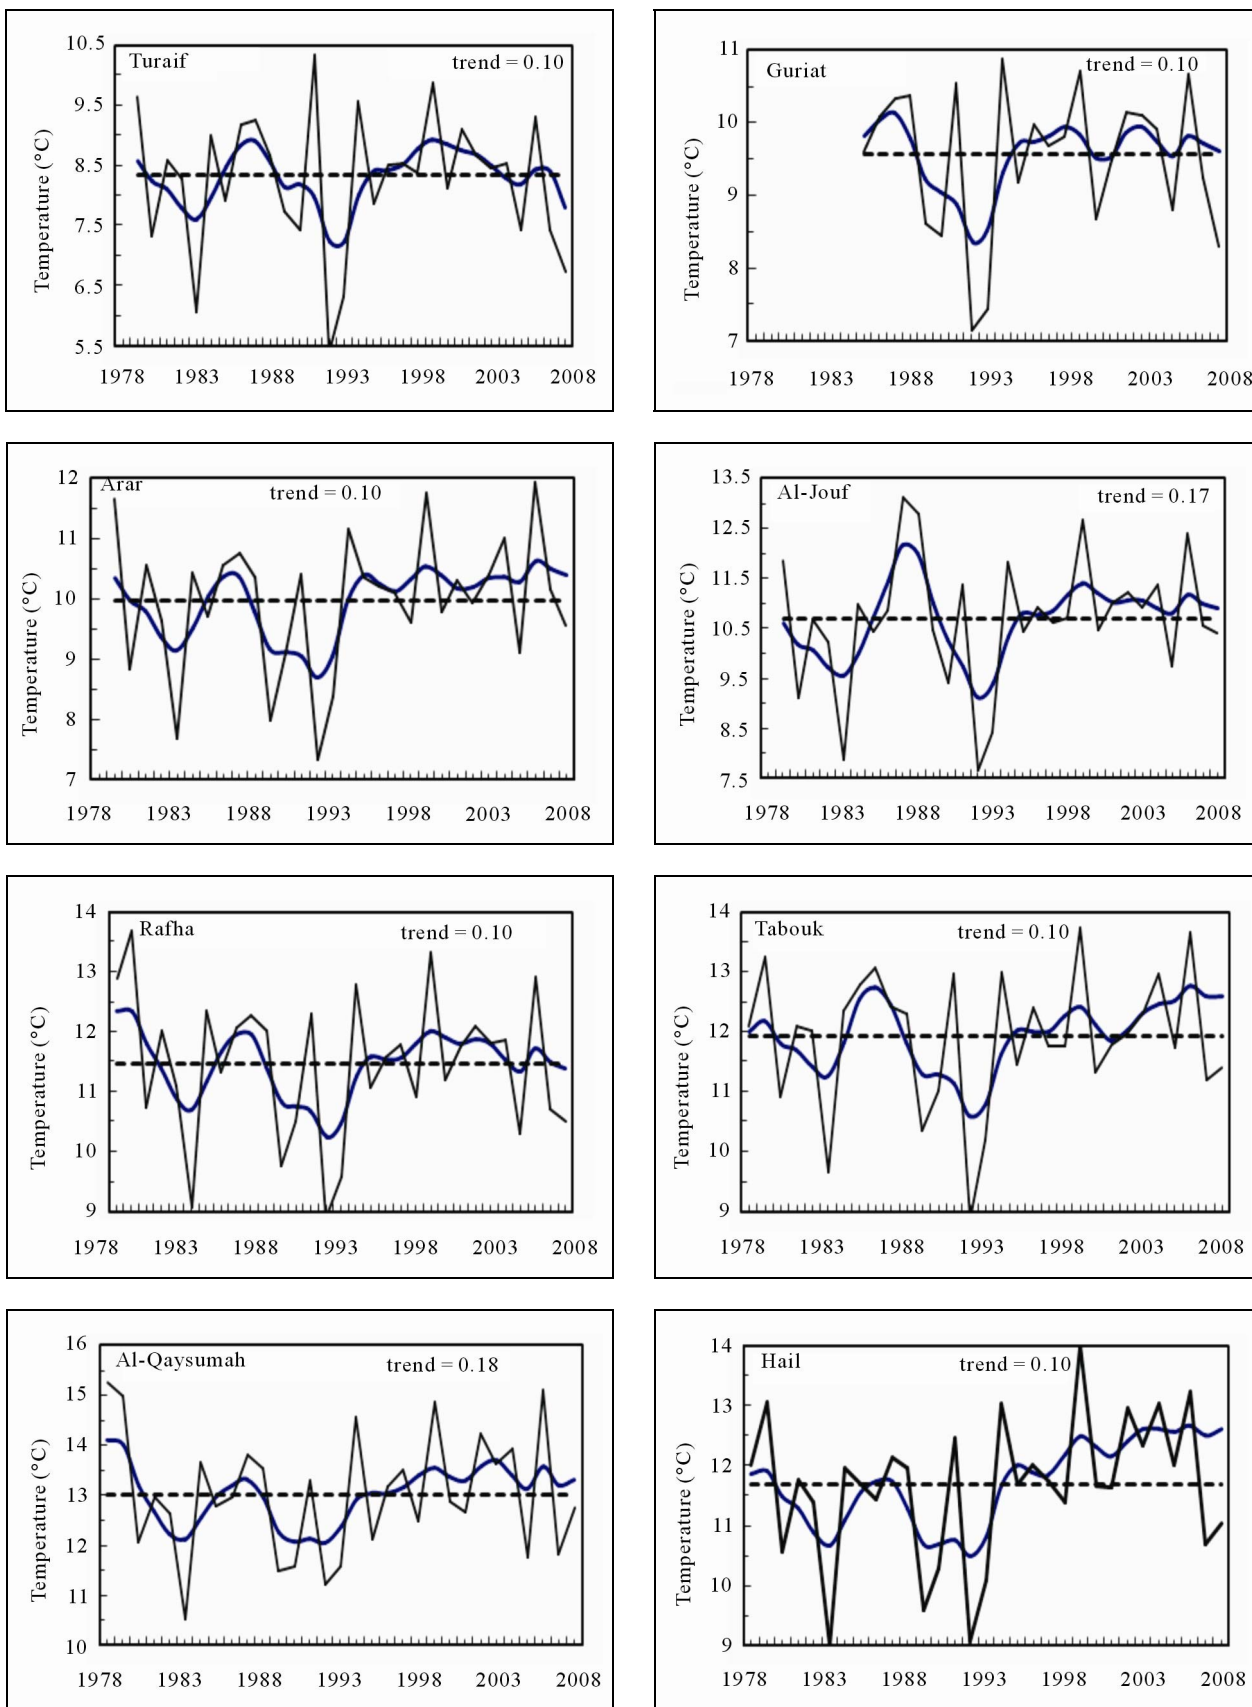 Turaif
trend = 0.10
Temperature (°C)
10.5
9.5
8.5
7.5
6.5
5.5
1978 1983 1988 1993 1998 2003 2008
Guriat
trend = 0.10
Temperature (°C)
11
10
9
8
7
1978 1983 1988 1993 1998 2003 2008
Arar
trend = 0.10
Temperature (°C)
12
11
10
9
8
7
1978 1983 1988 1993 1998 2003 2008
Al-Jouf
trend = 0.17
Temperature (°C)
13.5
12.5
11.5
10.5
9.5
8.5
7.5
1978 1983 1988 1993 1998 2003 2008
Rafha
trend = 0.10
Temperature (°C)
14
13
12
11
10
9
1978 1983 1988 1993 1998 2003 2008
Tabouk
trend = 0.10
Temperature (°C)
14
13
12
11
10
9
1978 1983 1988 1993 1998 2003 2008
Al-Qaysumah
trend = 0.18
Temperature (°C)
16
15
14
13
12
11
10
1978 1983 1988 1993 1998 2003 2008
Hail
trend = 0.10
Temperature (°C)
14
13
12
11
10
9
1978 1983 1988 1993 1998 2003 2008